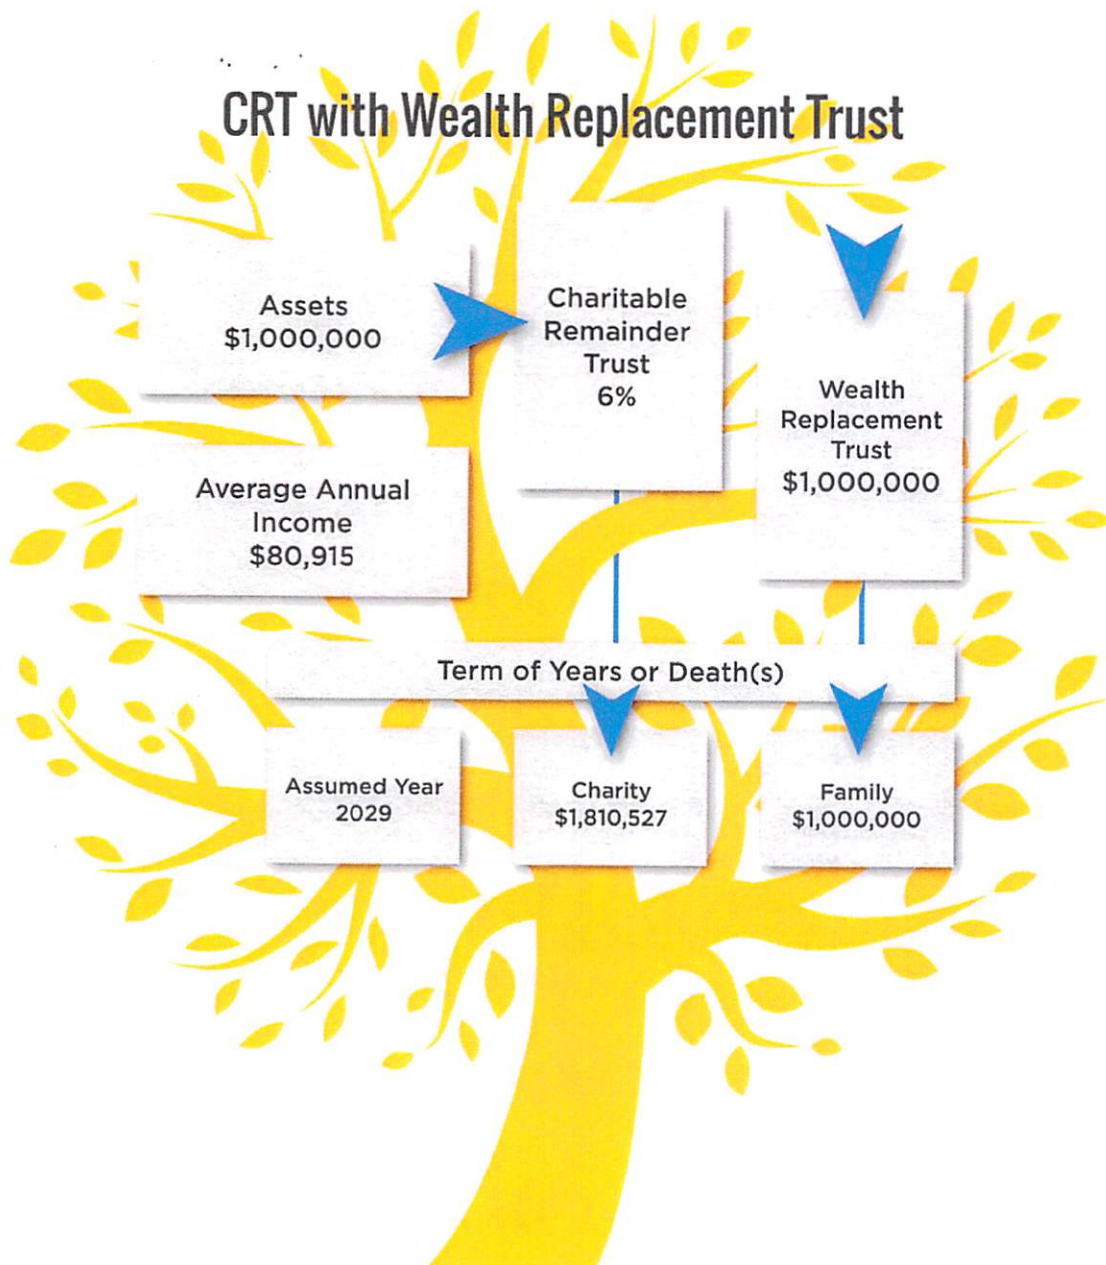 CRT with Wealth Replacement Trust
Assets
$1,000,000
Charitable
Remainder
Trust
6%
Wealth
Replacement
Trust
$1,000,000
Average Annual
Income
$80,915
Term of Years or Death(s)
Assumed Year
2029
Charity
$1,810,527
Family
$1,000,000